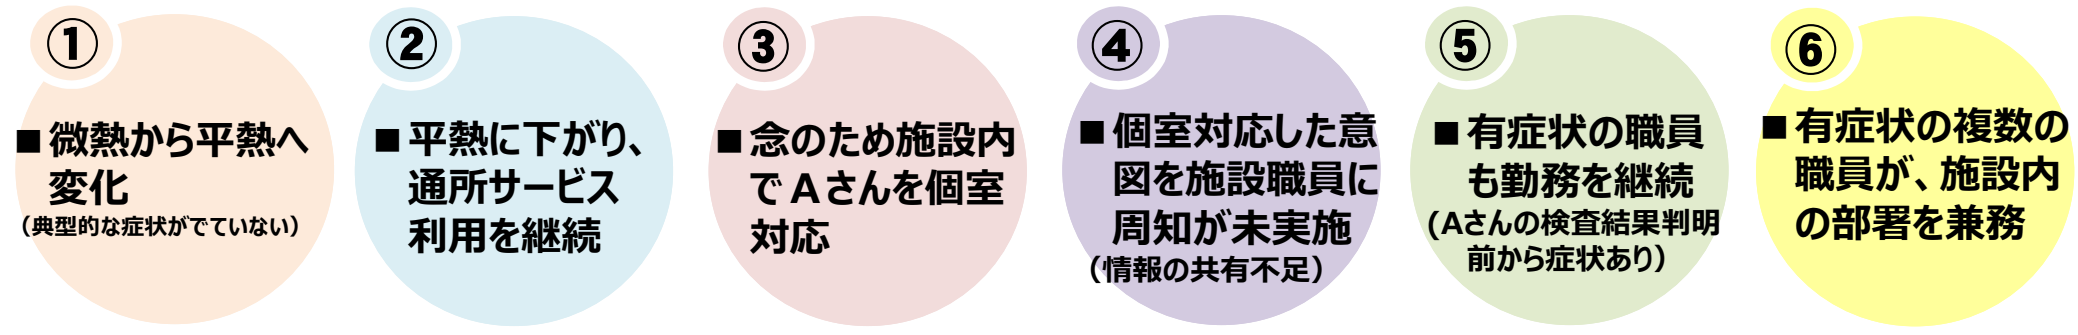 ①
■微熱から平熱へ
変化
（典型的な症状がでていない）
②
■平熱に下がり、
通所サービス
利用を継続
③
■念のため施設内
でAさんを個室
対応
④
■個室対応した意
図を施設職員に
周知が未実施
（情報の共有不足）
⑤
■有症状の職員
も勤務を継続
(Aさんの検査結果判明
前から症状あり）
⑥
■有症状の複数の
職員が、施設内
の部署を兼務